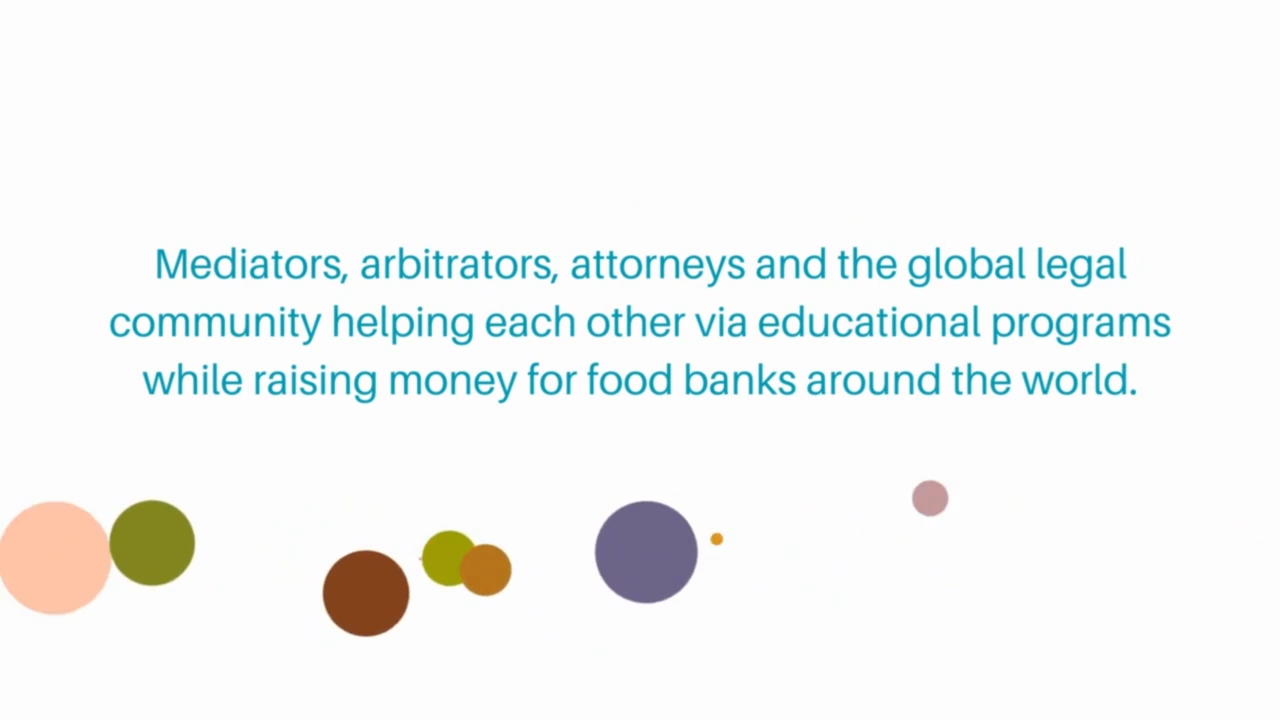 Mediators, arbitrators, attorneys and the global legal
community helping each other via educational programs
while raising money for food banks around the world.